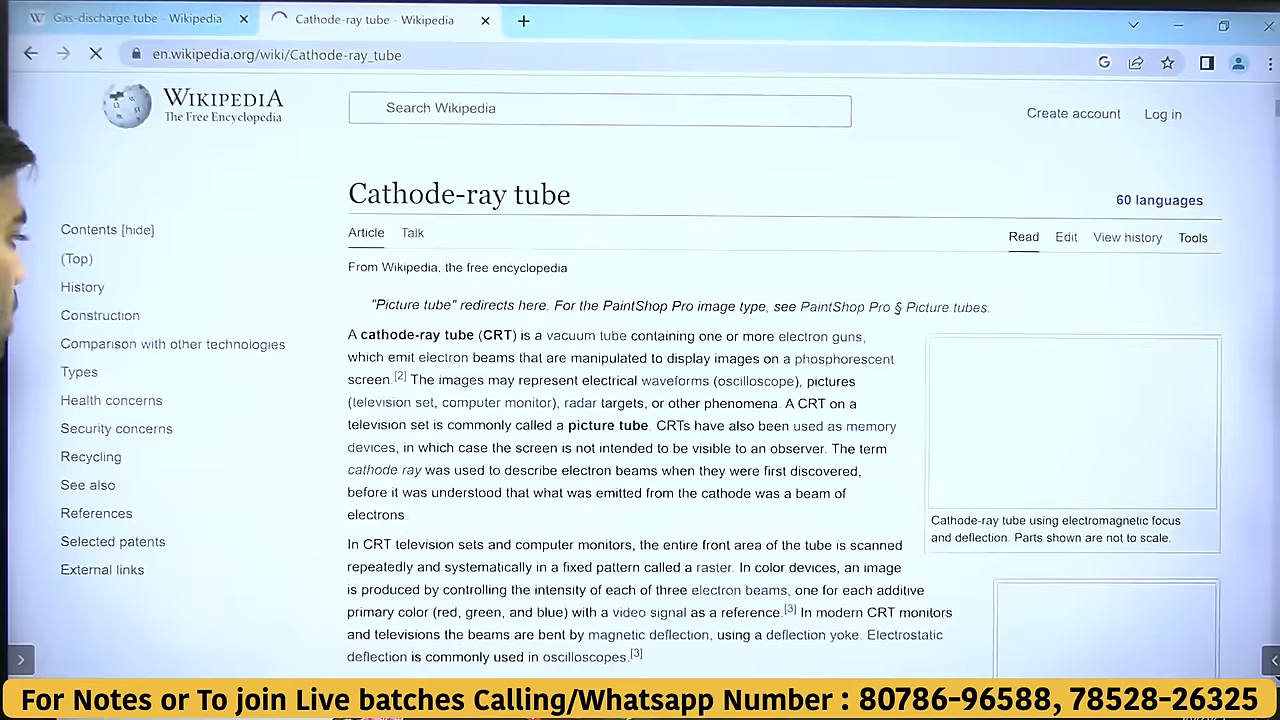 Gas-discharge tube - Wikipedia
Cathode-ray tube - Wikipedia
en.wikipedia.org/wiki/Cathode-ray_tube
WIKIPEDIA
The Free Encyclopedia
Search Wikipedia
Create account Log in
Cathode-ray tube
60 languages
Article Talk
Read Edit View history Tools
From Wikipedia, the free encyclopedia
Contents [hide]
(Top)
History
Construction
Comparison with other technologies
Types
Health concerns
Security concerns
Recycling
See also
References
Selected patents
External links
"Picture tube" redirects here. For the PaintShop Pro image type, see PaintShop Pro § Picture tubes.
A cathode-ray tube (CRT) is a vacuum tube containing one or more electron guns,
which emit electron beams that are manipulated to display images on a phosphorescent
screen.[2] The images may represent electrical waveforms (oscilloscope), pictures
(television set, computer monitor), radar targets, or other phenomena. A CRT on a
television set is commonly called a picture tube. CRTs have also been used as memory
devices, in which case the screen is not intended to be visible to an observer. The term
cathode ray was used to describe electron beams when they were first discovered,
before it was understood that what was emitted from the cathode was a beam of
electrons.
Cathode-ray tube using electromagnetic focus
and deflection. Parts shown are not to scale.
In CRT television sets and computer monitors, the entire front area of the tube is scanned
repeatedly and systematically in a fixed pattern called a raster. In color devices, an image
is produced by controlling the intensity of each of three electron beams, one for each additive
primary color (red, green, and blue) with a video signal as a reference.[3] In modern CRT monitors
and televisions the beams are bent by magnetic deflection, using a deflection yoke. Electrostatic
deflection is commonly used in oscilloscopes.[3]
For Notes or To join Live batches Calling/Whatsapp Number : 80786-96588, 78528-26325